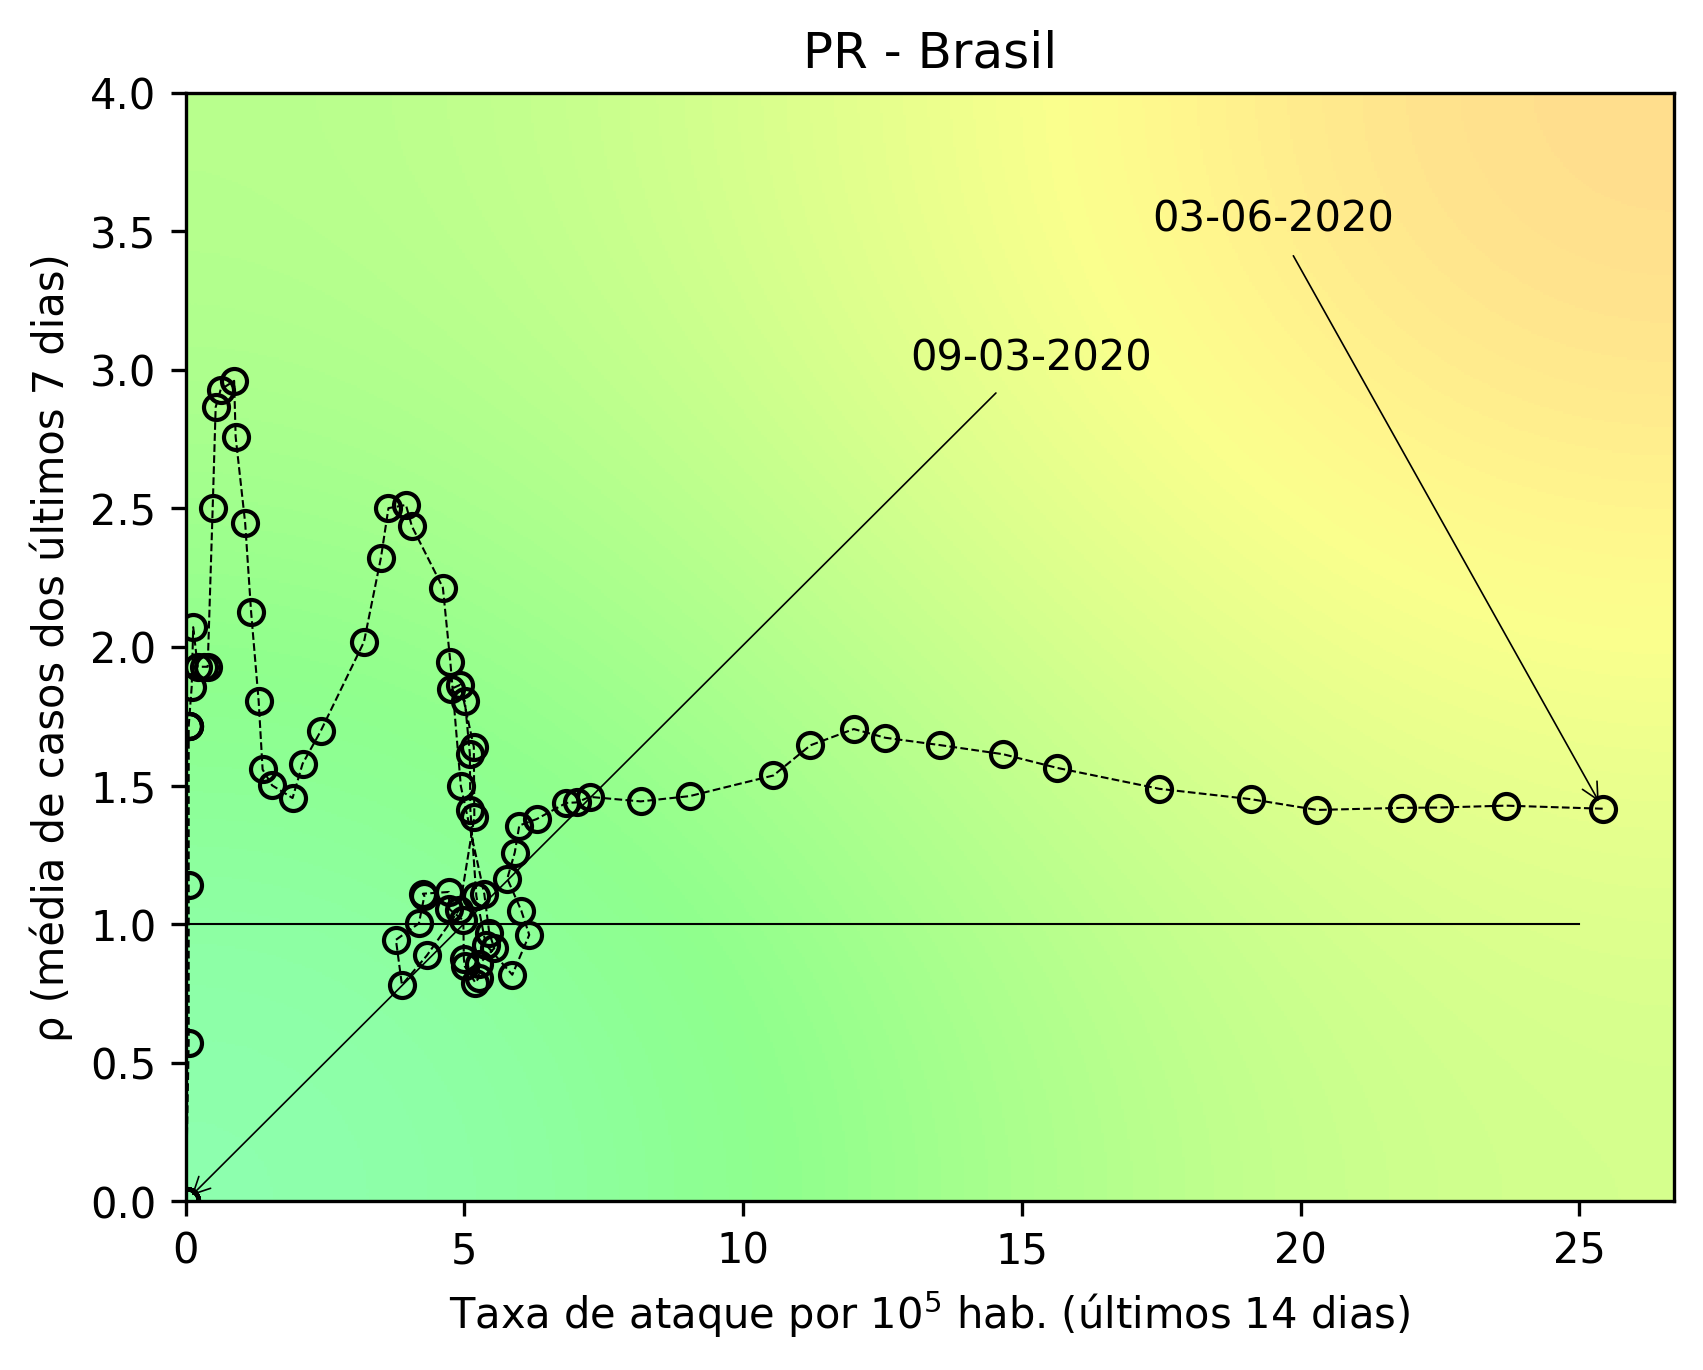 PR - Brasil
ρ (média de casos dos últimos 7 dias)
4.0
3.5
3.0
2.5
2.0
1.5
1.0
0.5
0.0
03-06-2020
09-03-2020
0 5 10 15 20 25
Taxa de ataque por 10⁵ hab. (últimos 14 dias)